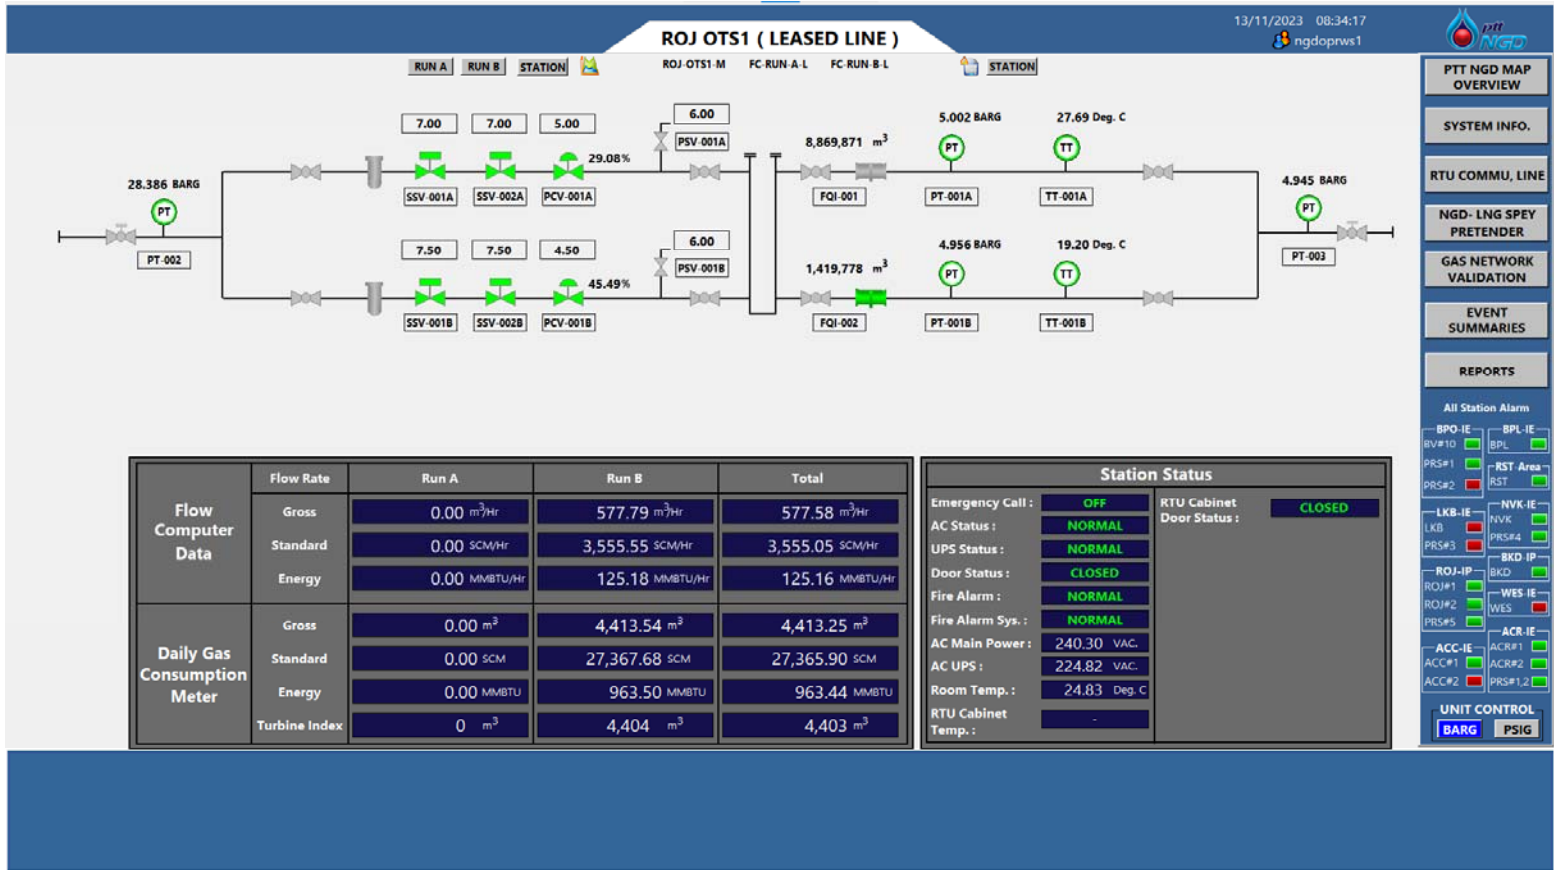 13/11/2023 08:34:17
ngdoprws1
ROJ OTS1 ( LEASED LINE )
ptt
NGD
RUN A RUN B STATION ROJ-OTS1-M FC-RUN-A-L FC-RUN-B-L STATION
7.00 7.00 5.00 6.00
PSV-001A
29.08%
8,869,871 m³
5.002 BARG 27.69 Deg. C
PT TT
SSV-001A SSV-002A PCV-001A FQI-001 PT-001A TT-001A
28.386 BARG
PT
PT-002
4.945 BARG
PT
PT-003
7.50 7.50 4.50 6.00
PSV-001B
45.49%
1,419,778 m³
4.956 BARG 19.20 Deg. C
PT TT
SSV-001B SSV-002B PCV-001B FQI-002 PT-001B TT-001B
Flow Rate Run A Run B Total
Flow Computer Data
Gross 0.00 m³/Hr 577.79 m³/Hr 577.58 m³/Hr
Standard 0.00 SCM/Hr 3,555.55 SCM/Hr 3,555.05 SCM/Hr
Energy 0.00 MMBTU/Hr 125.18 MMBTU/Hr 125.16 MMBTU/Hr
Daily Gas Consumption Meter
Gross 0.00 m³ 4,413.54 m³ 4,413.25 m³
Standard 0.00 SCM 27,367.68 SCM 27,365.90 SCM
Energy 0.00 MMBTU 963.50 MMBTU 963.44 MMBTU
Turbine Index 0 m³ 4,404 m³ 4,403 m³
Station Status
Emergency Call : OFF
AC Status : NORMAL
UPS Status : NORMAL
Door Status : CLOSED
Fire Alarm : NORMAL
Fire Alarm Sys. : NORMAL
AC Main Power : 240.30 VAC.
AC UPS : 224.82 VAC.
Room Temp. : 24.83 Deg. C
RTU Cabinet
Temp. : -
RTU Cabinet
Door Status : CLOSED
PTT NGD MAP
OVERVIEW
SYSTEM INFO.
RTU COMMU, LINE
NGD- LNG SPEY
PRETENDER
GAS NETWORK
VALIDATION
EVENT
SUMMARIES
REPORTS
All Station Alarm
BPO-IE
BV#10
PRS#1
PRS#2
BPL-IE
BPL
RST Area
RST
LKB-IE
LKB
PRS#3
NVK-IE
NVK
PRS#4
BKD-IP
BKD
ROJ-IP
ROJ#1
ROJ#2
PRS#5
WES-IE
WES
ACR-IE
ACR#1
ACR#2
PRS#1,2
ACC-IE
ACC#1
ACC#2
UNIT CONTROL
BARG PSIG